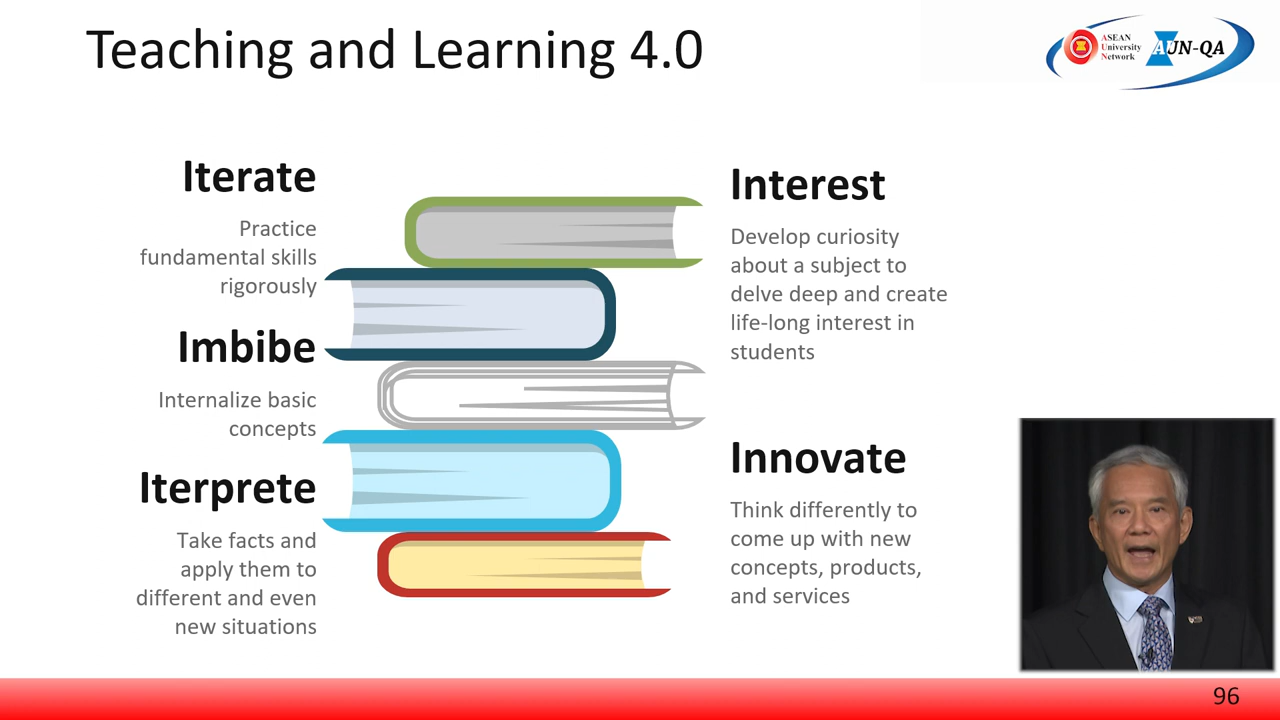 Teaching and Learning 4.0
ASEAN
University
Network
AUN-QA
Iterate
Practice
fundamental skills
rigorously
Imbibe
Internalize basic
concepts
Iterprete
Take facts and
apply them to
different and even
new situations
Interest
Develop curiosity
about a subject to
delve deep and create
life-long interest in
students
Innovate
Think differently to
come up with new
concepts, products,
and services
96